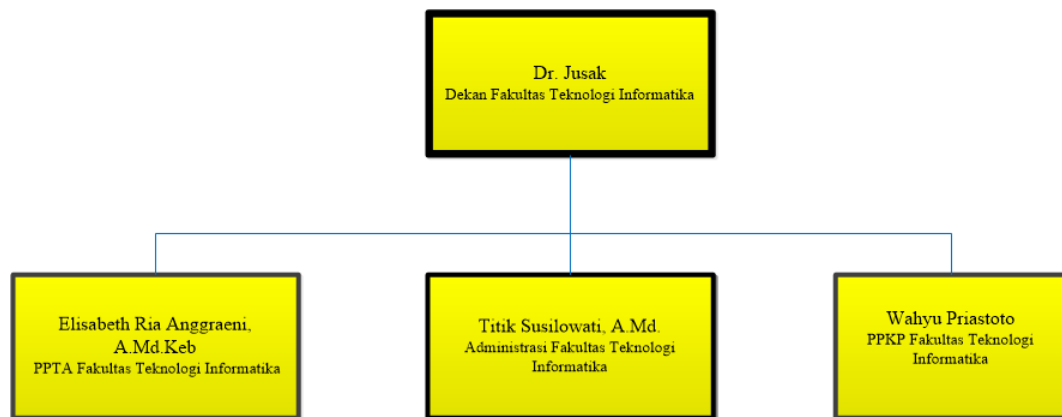 Dr. Jusak
Dekan Fakultas Teknologi Informatika
Elisabeth Ria Anggraeni,
A.Md.Keb
PPTA Fakultas Teknologi Informatika
Titik Susilowati, A.Md.
Administrasi Fakultas Teknologi
Informatika
Wahyu Priastoto
PPKP Fakultas Teknologi
Informatika